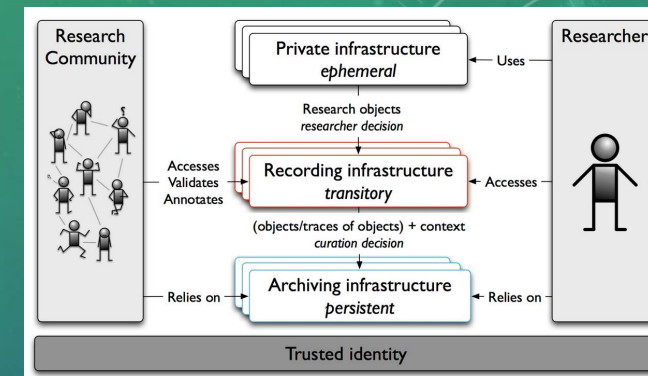 Research
Community
Private infrastructure
ephemeral
Uses
Researcher
Research objects
researcher decision
Accesses
Validates
Annotates
Recording infrastructure
transitory
Accesses
(objects/traces of objects) + context
curation decision
Relies on
Archiving infrastructure
persistent
Relies on
Trusted identity